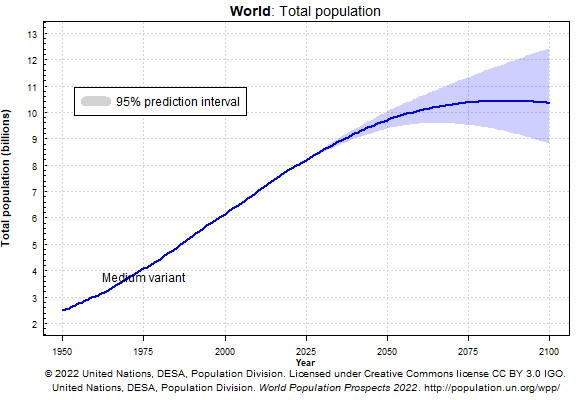 World: Total population
Total population (billions)
13
12
11
10
9
8
7
6
5
4
3
2
95% prediction interval
Medium variant
1950 1975 2000 2025 2050 2075 2100
Year
© 2022 United Nations, DESA, Population Division. Licensed under Creative Commons license CC BY 3.0 IGO.
United Nations, DESA, Population Division. World Population Prospects 2022. http://population.un.org/wpp/